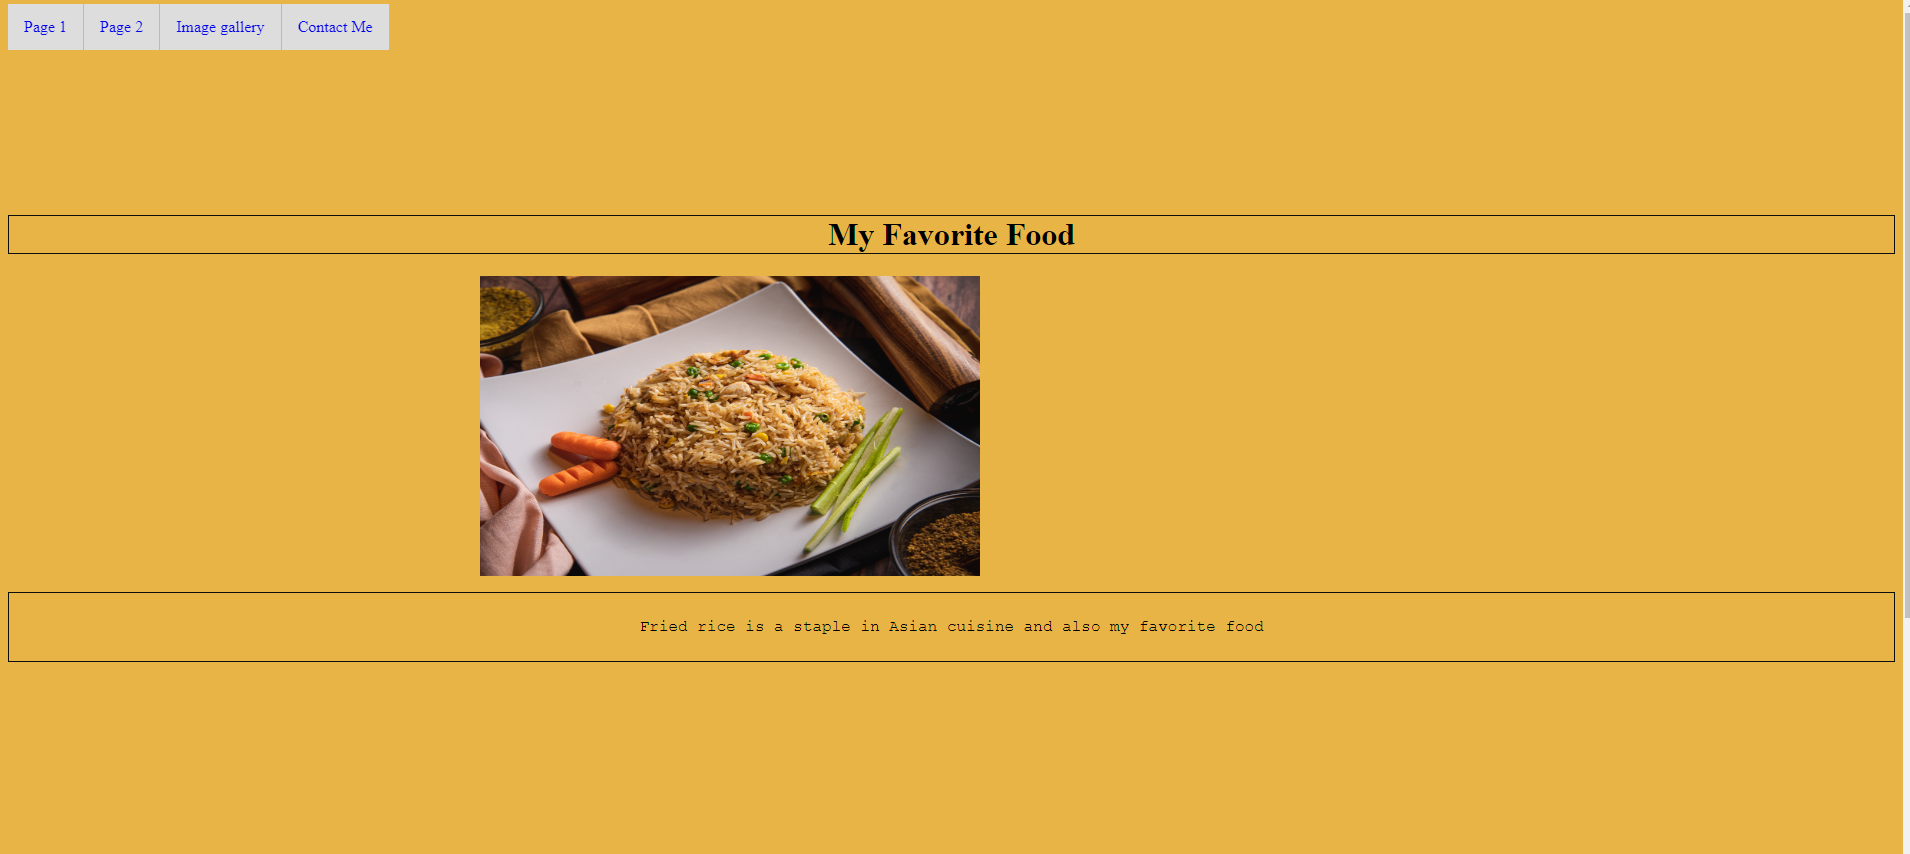 Page 1 Page 2 Image gallery Contact Me
My Favorite Food
Fried rice is a staple in Asian cuisine and also my favorite food